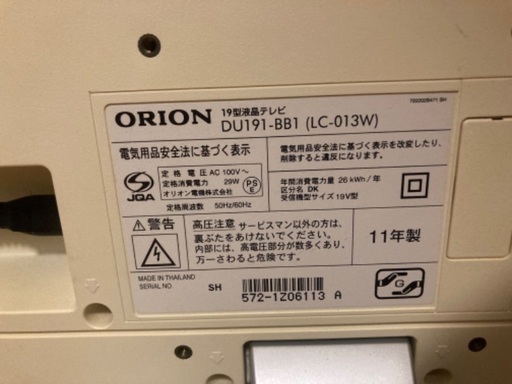 ORION 19型液晶テレビ
DU191-BB1 (LC-013W)
電気用品安全法に基づく表示
本表示は、電気用品安全法に基づく表示を改変したり、
削除すると違反になります。
JQA
定格電圧AC 100V～
定格消費電力 29W
オリオン電機株式会社
定格周波数 50Hz/60Hz
PS
E
年間消費電力量 26 kWh/年
区分名 DK
受信機型サイズ 19V型
警告
高圧注意 サービスマン以外の方は、
裏ぶたをあけないでください。
内部には、高電圧部分が数多くあり、
万一さわると危険です。
11年製
MADE IN THAILAND
SERIAL NO.
SH
572-1Z06113 A
G